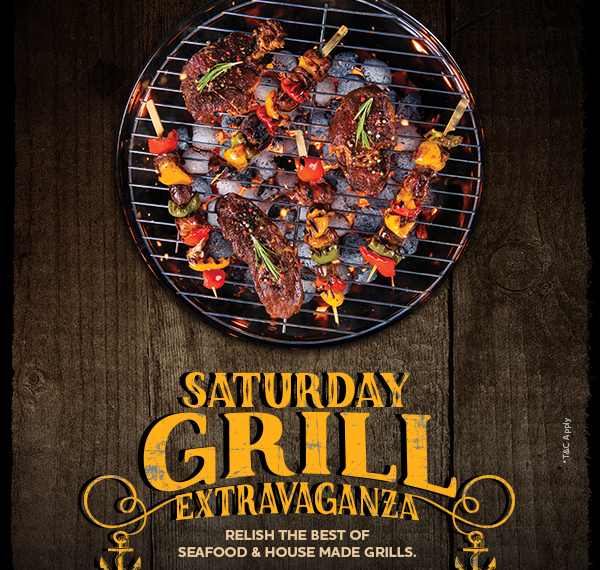 SATURDAY
GRILL
EXTRAVAGANZA
RELISH THE BEST OF
SEAFOOD & HOUSE MADE GRILLS.
*T&C Apply